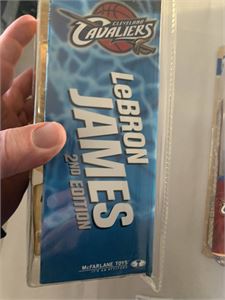 CLEVELAND
CAVALIERS
LeBRON
JAMES
2ND EDITION
McFARLANE TOYS